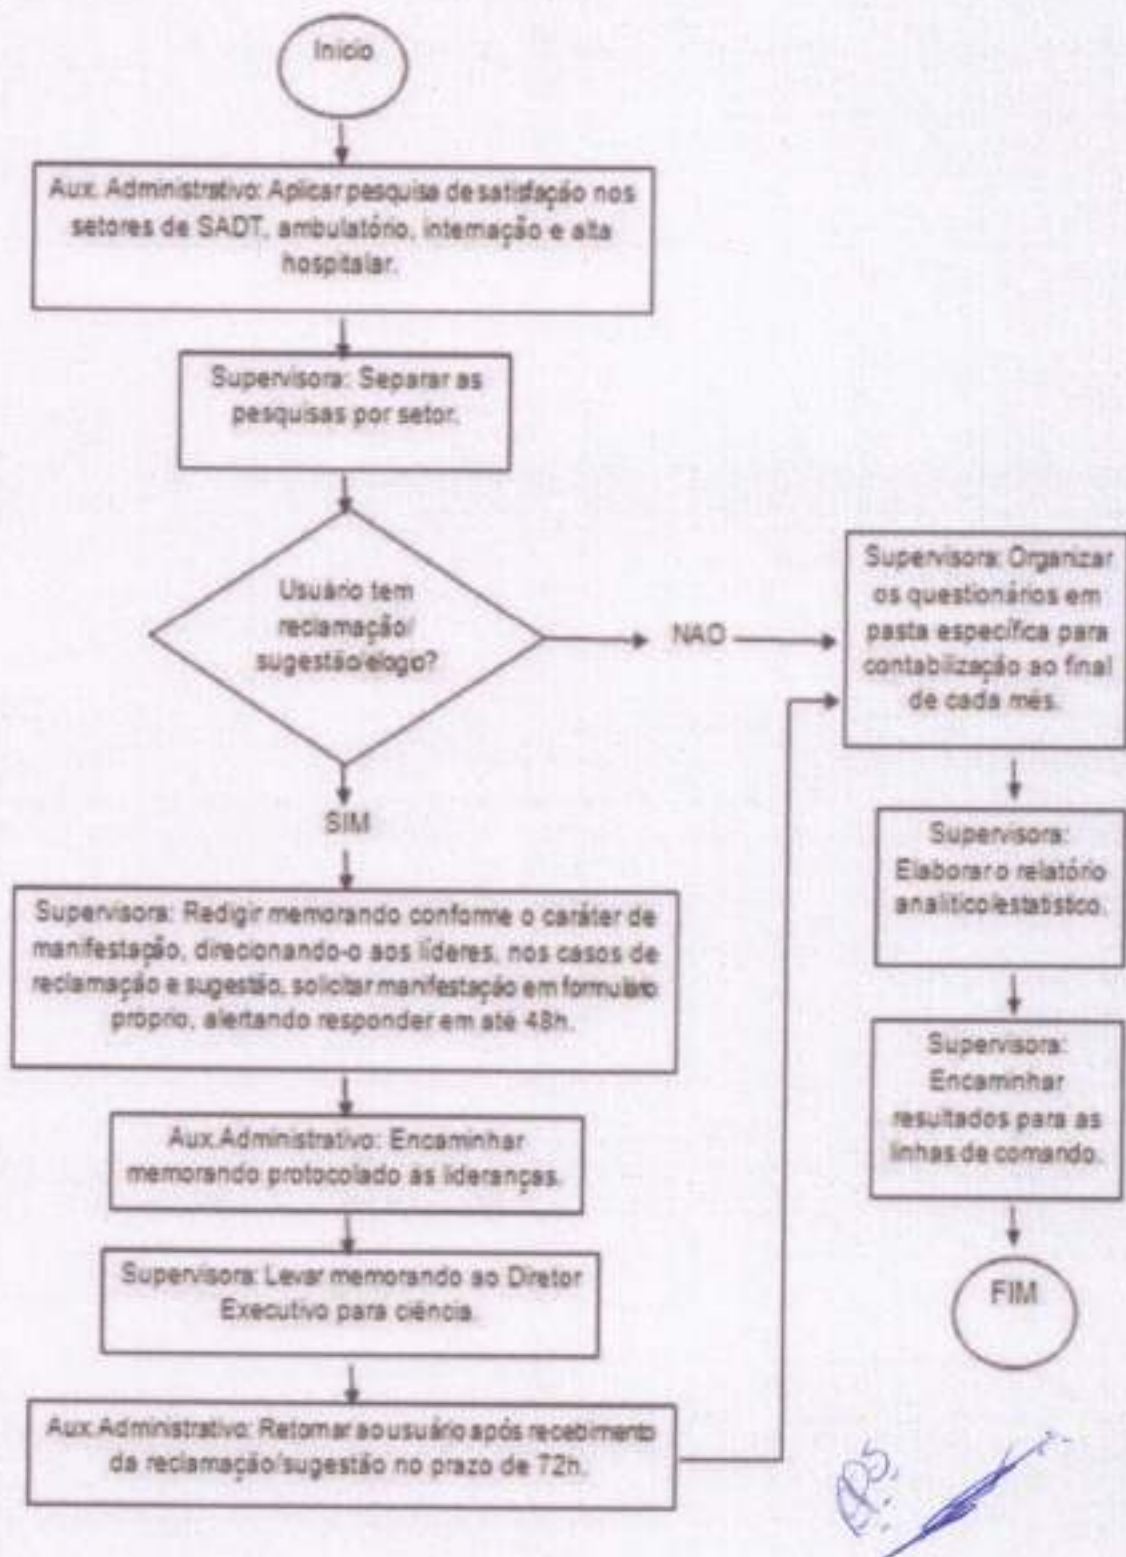 Início
Aux. Administrativo: Aplicar pesquisa de satisfação nos
setores de SADT, ambulatório, internação e alta
hospitalar.
Supervisora: Separar as
pesquisas por setor.
Usuário tem
reclamação/
sugestão/elogio?
NAO
SIM
Supervisora: Organizar
os questionários em
pasta específica para
contabilização ao final
de cada mês.
Supervisora:
Elaborar o relatório
analítico/estatístico.
Supervisora:
Encaminhar
resultados para as
linhas de comando.
FIM
Supervisora: Redigir memorando conforme o caráter de
manifestação, direcionando-o aos líderes, nos casos de
reclamação e sugestão, solicitar manifestação em formulário
próprio, alertando responder em até 48h.
Aux.Administrativo: Encaminhar
memorando protocolado as lideranças.
Supervisora: Levar memorando ao Diretor
Executivo para ciência.
Aux.Administrativo: Retornar ao usuário após recebimento
da reclamação/sugestão no prazo de 72h.